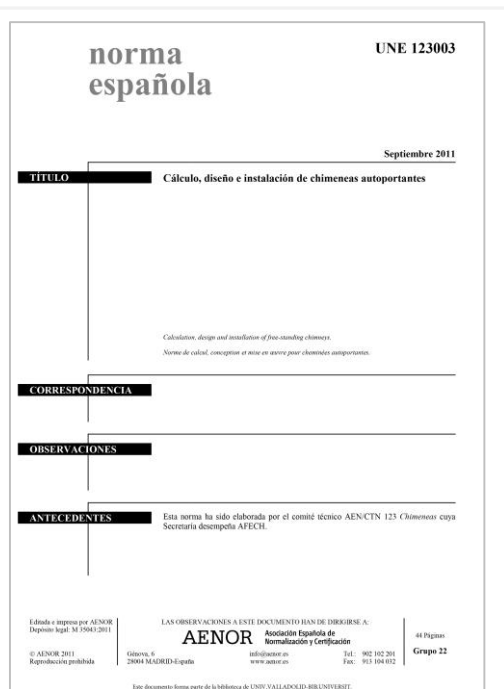 norma
española
UNE 123003
Septiembre 2011
TÍTULO
Cálculo, diseño e instalación de chimeneas autoportantes
Calculation, design and installation of free-standing chimneys.
Norme de calcul, conception et mise en œuvre pour cheminées autoportantes.
CORRESPONDENCIA
OBSERVACIONES
ANTECEDENTES
Esta norma ha sido elaborada por el comité técnico AEN/CTN 123 Chimeneas cuya
Secretaría desempeña AFECH.
Editada e impresa por AENOR
Depósito legal: M 35043:2011
© AENOR 2011
Reproducción prohibida
LAS OBSERVACIONES A ESTE DOCUMENTO HAN DE DIRIGIRSE A:
AENOR Asociación Española de
Normalización y Certificación
Génova, 6
28004 MADRID-España
info@aenor.es
www.aenor.es
Tel.: 902 102 201
Fax: 913 104 032
44 Páginas
Grupo 22
Este documento forma parte de la biblioteca de UNIV.VALLADOLID-BIB.UNIVERSIT.